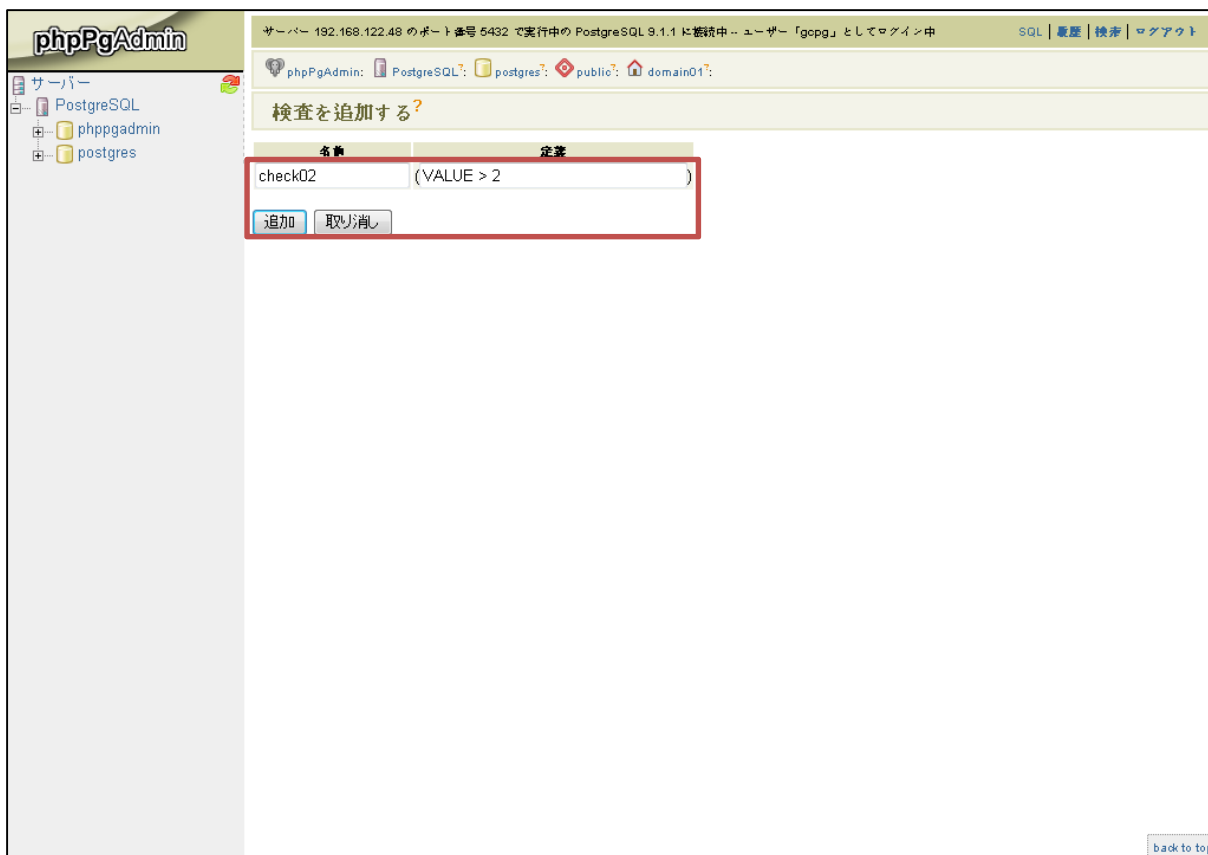 phpPgAdmin
サーバー 192.168.122.48 のポート番号 5432 で実行中の PostgreSQL 9.1.1 に接続中 -- ユーザー「gcpg」としてログイン中
SQL | 履歴 | 検索 | ログアウト
phpPgAdmin: PostgreSQL?: postgres?: public?: domain01?:
サーバー
PostgreSQL
phppgadmin
postgres
検査を追加する?
名前 定義
check02 (VALUE > 2 )
追加 取り消し
back to top